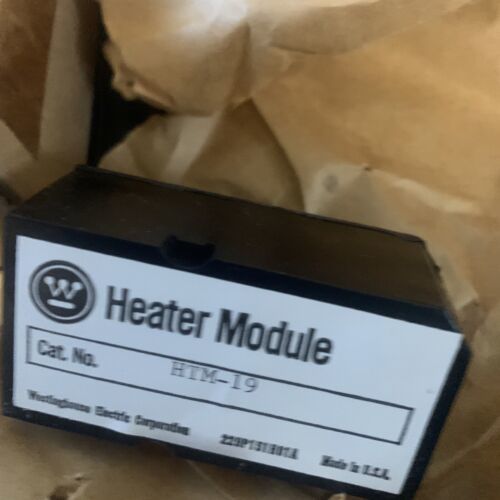 W
Heater Module
Cat. No. HTM-19
Westinghouse Electric Corporation Made in U.S.A.